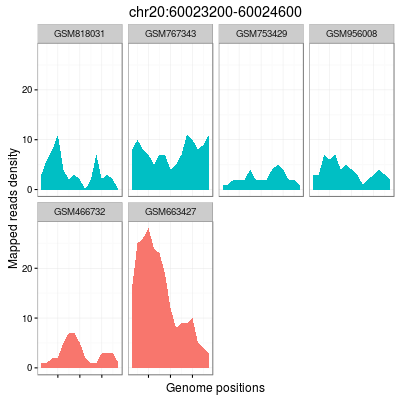 chr20:60023200-60024600
GSM818031 GSM767343 GSM753429 GSM956008
20
10
0
GSM466732 GSM663427
20
10
0
Mapped reads density
Genome positions